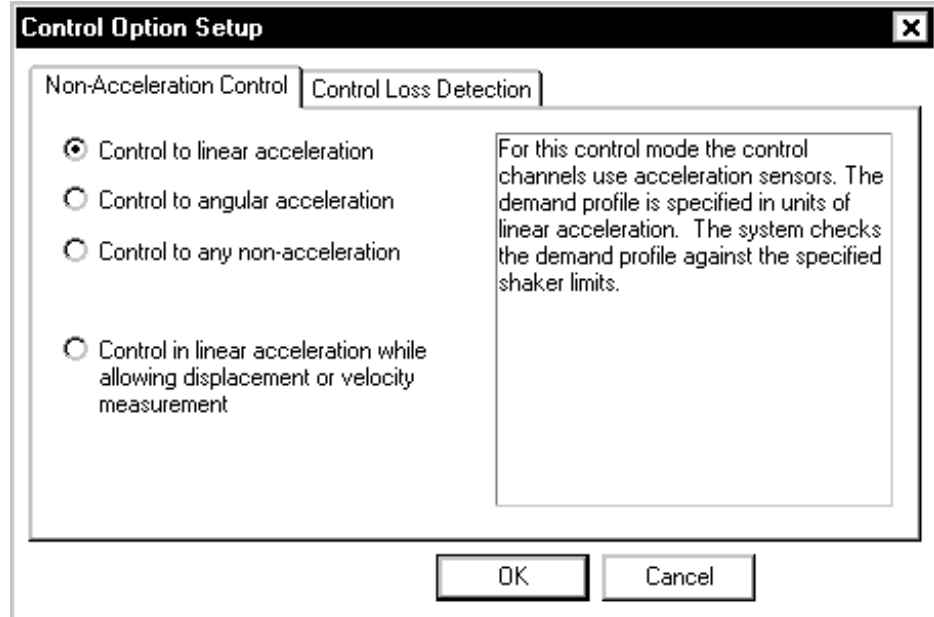 Control Option Setup
Non-Acceleration Control
Control Loss Detection
Control to linear acceleration
Control to angular acceleration
Control to any non-acceleration
Control in linear acceleration while
allowing displacement or velocity
measurement
For this control mode the control
channels use acceleration sensors. The
demand profile is specified in units of
linear acceleration.  The system checks
the demand profile against the specified
shaker limits.
OK
Cancel